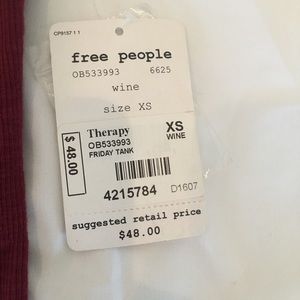 CP9157 1 1
free people
OB533993 6625
wine
size XS
$ 48.00
Therapy XS
OB533993 WINE
FRIDAY TANK
4215784 D1607
suggested retail price
$48.00